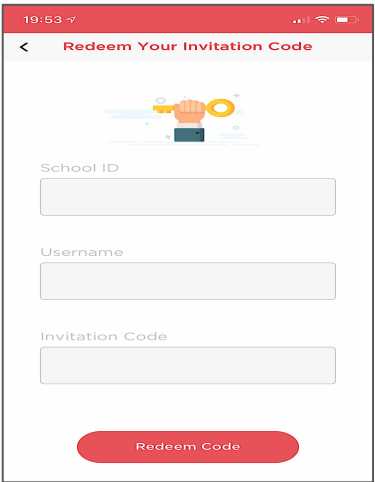 19:53
Redeem Your Invitation Code
School ID
Username
Invitation Code
Redeem Code